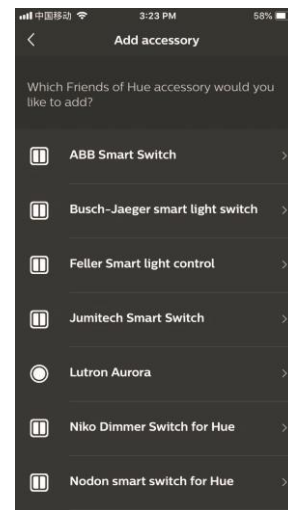 中国移动 3:23 PM 58%
Add accessory
Which Friends of Hue accessory would you
like to add?
ABB Smart Switch
Busch-Jaeger smart light switch
Feller Smart light control
Jumitech Smart Switch
Lutron Aurora
Niko Dimmer Switch for Hue
Nodon smart switch for Hue